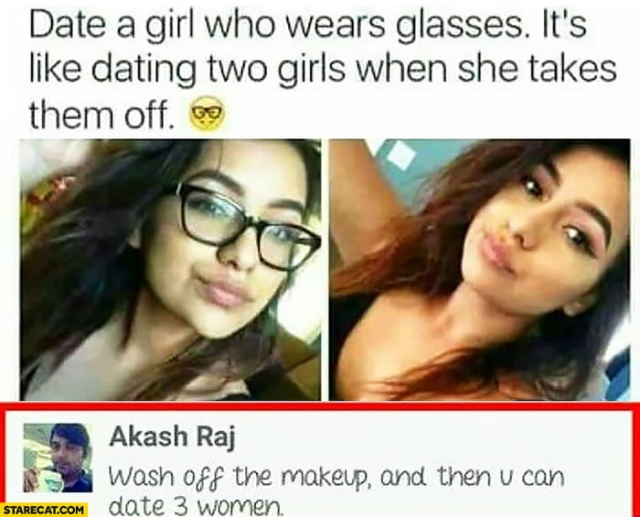 Date a girl who wears glasses. It's
like dating two girls when she takes
them off. 🤓
Akash Raj
Wash off the makeup, and then u can
date 3 women.
STARECAT.COM